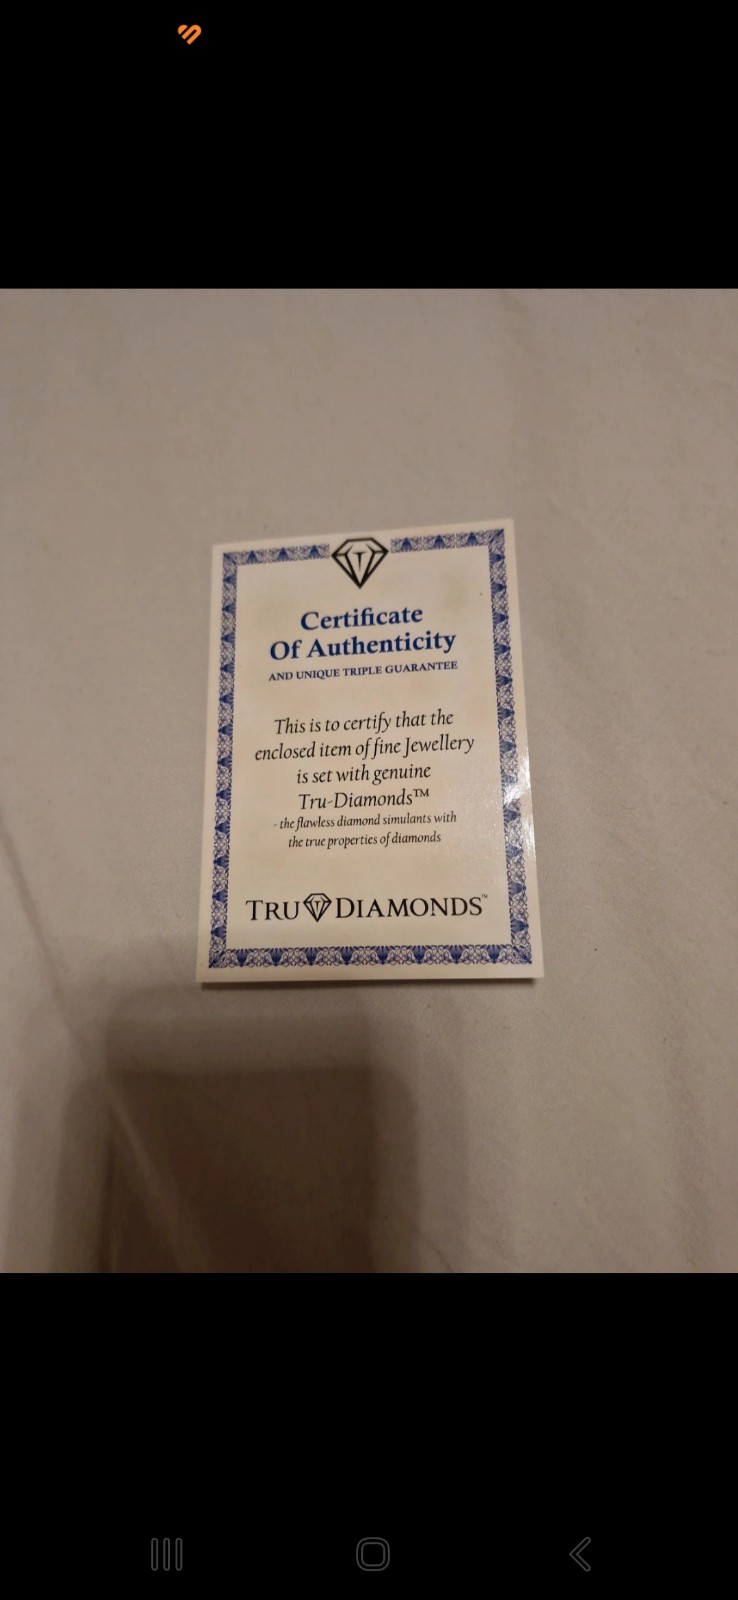 Certificate
Of Authenticity
AND UNIQUE TRIPLE GUARANTEE
This is to certify that the
enclosed item of fine Jewellery
is set with genuine
Tru-Diamonds™
- the flawless diamond simulants with
the true properties of diamonds
TRU DIAMONDS™